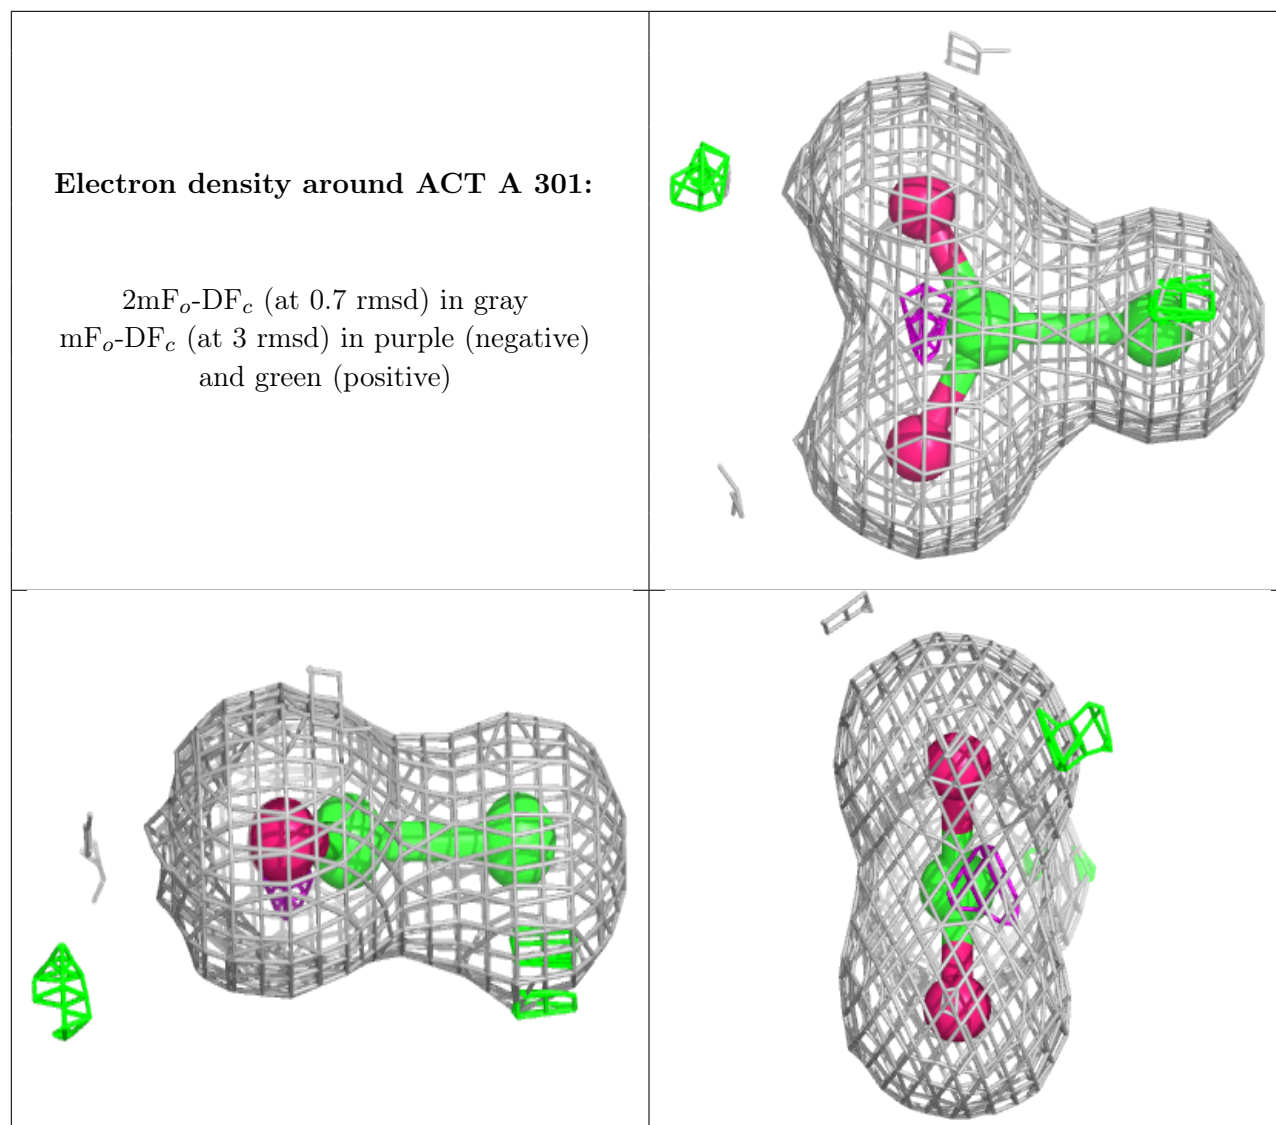 Electron density around ACT A 301:
2mFₒ-DF𝒸 (at 0.7 rmsd) in gray
mFₒ-DF𝒸 (at 3 rmsd) in purple (negative)
and green (positive)